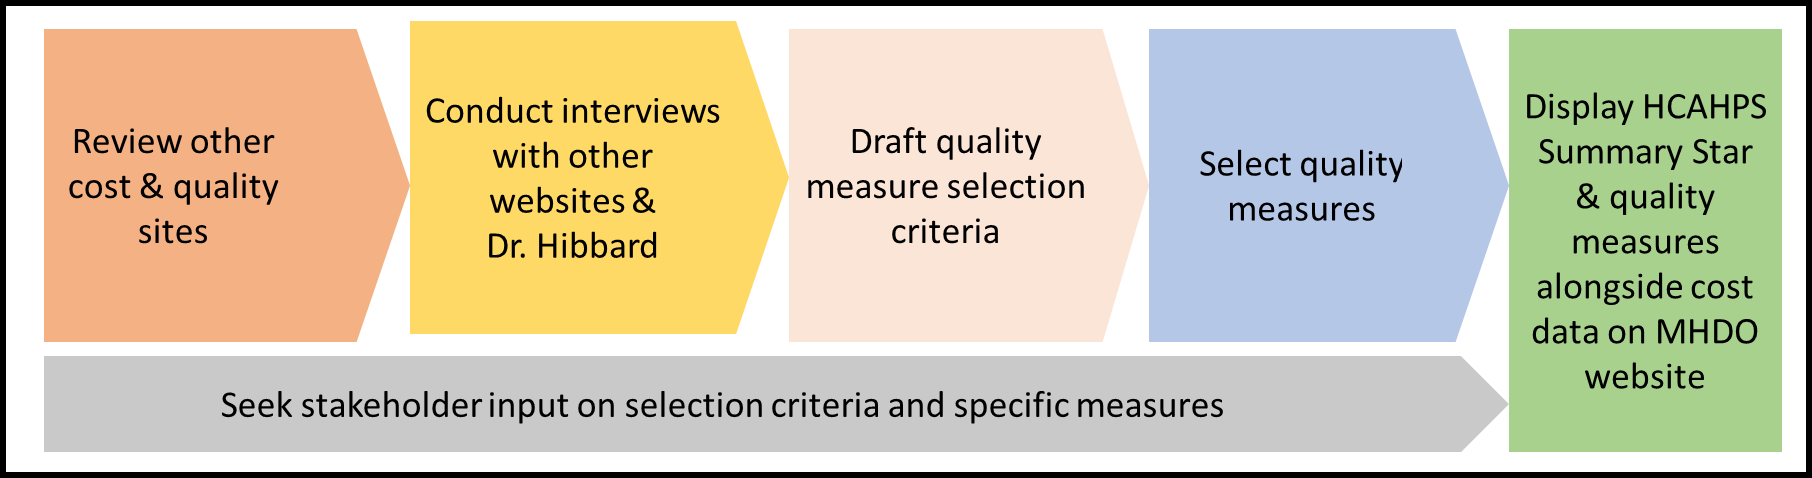 Review other
cost & quality
sites
Conduct interviews
with other
websites &
Dr. Hibbard
Draft quality
measure selection
criteria
Select quality
measures
Display HCAHPS
Summary Star
& quality
measures
alongside cost
data on MHDO
website
Seek stakeholder input on selection criteria and specific measures